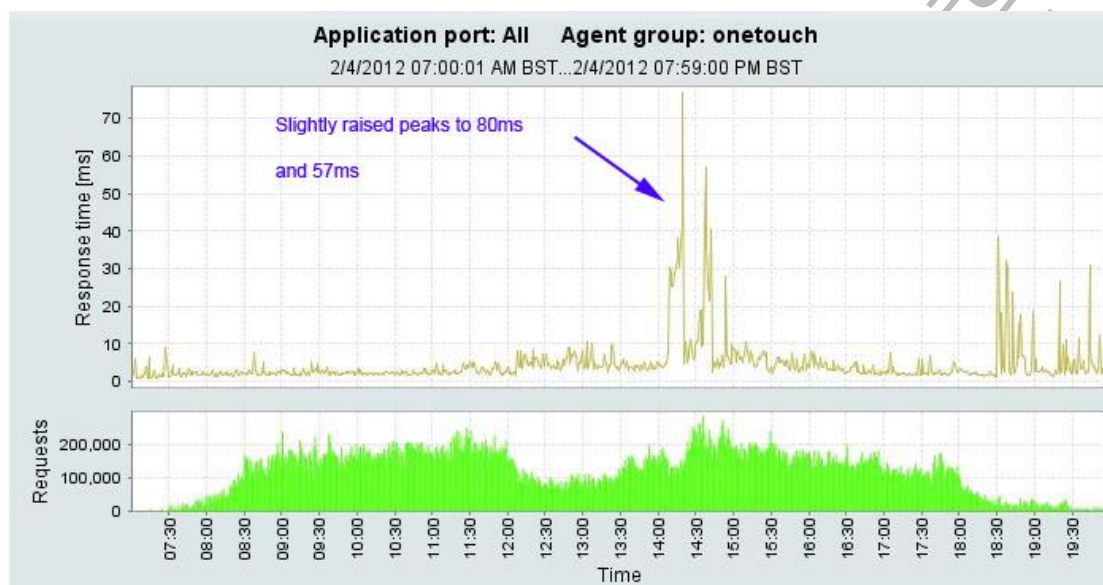 Application port: All Agent group: onetouch
2/4/2012 07:00:01 AM BST...2/4/2012 07:59:00 PM BST
Slightly raised peaks to 80ms
and 57ms
Response time [ms]
70
60
50
40
30
20
10
0
Requests
200,000
100,000
0
07:30 08:00 08:30 09:00 09:30 10:00 10:30 11:00 11:30 12:00 12:30 13:00 13:30 14:00 14:30 15:00 15:30 16:00 16:30 17:00 17:30 18:00 18:30 19:00 19:30
Time